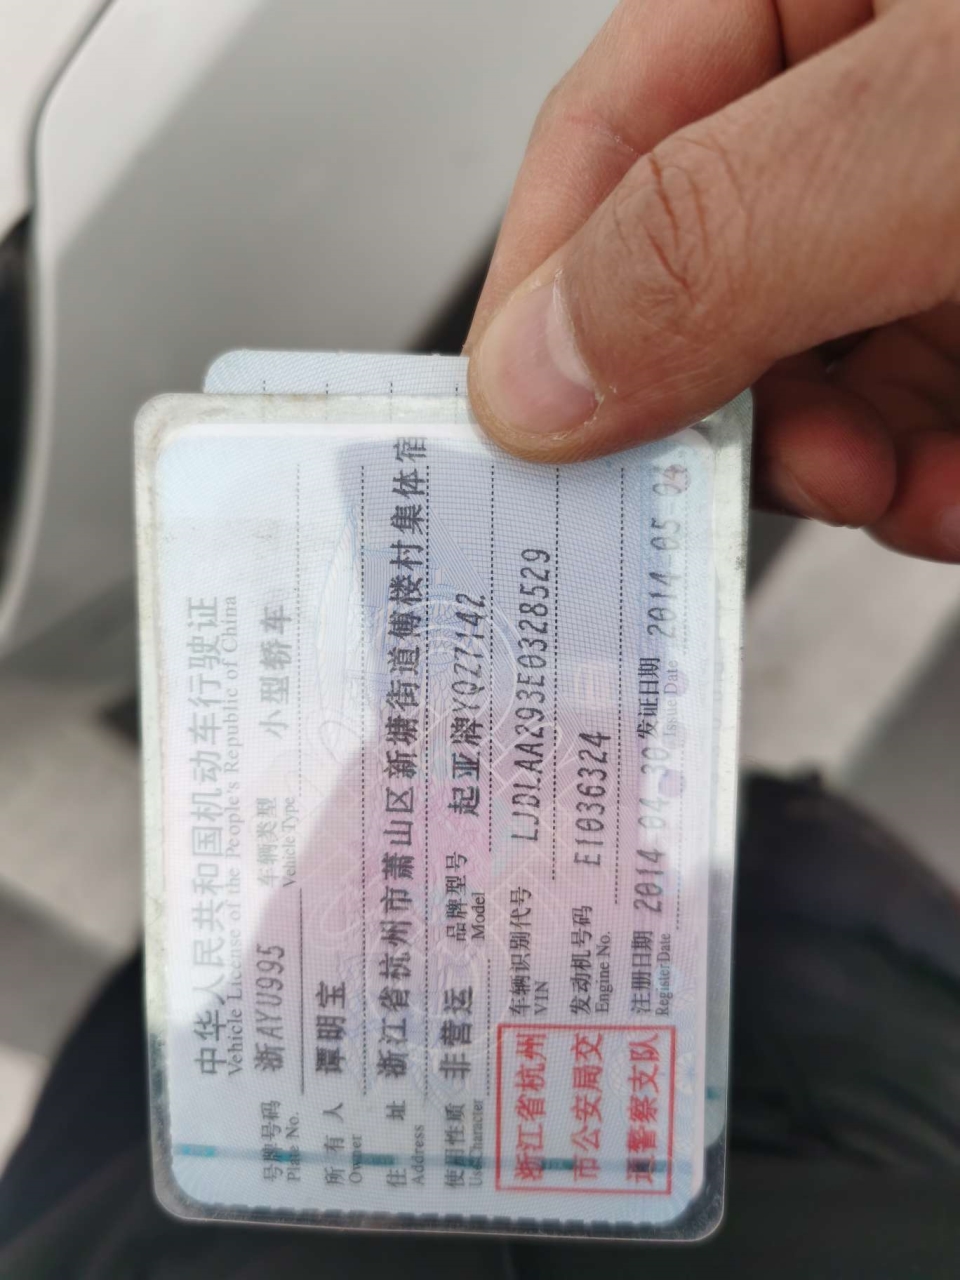 中华人民共和国机动车行驶证
Vehicle License of the People's Republic of China
号牌号码 浙AYU995 车辆类型 小型轿车
Plate No. Vehicle Type
所有人 谭明宝
Owner
住址 浙江省杭州市萧山区新塘街道傅楼村集体宿
Address
使用性质 非营运 品牌型号 起亚牌YQZ7142
Use Character Model
浙江省杭州
市公安局交
通警察支队
车辆识别代号 LJDLAA293E0328529
VIN
发动机号码 E1036324
Engine No.
注册日期 2014-04-30 发证日期 2014-05-04
Register Date Issue Date